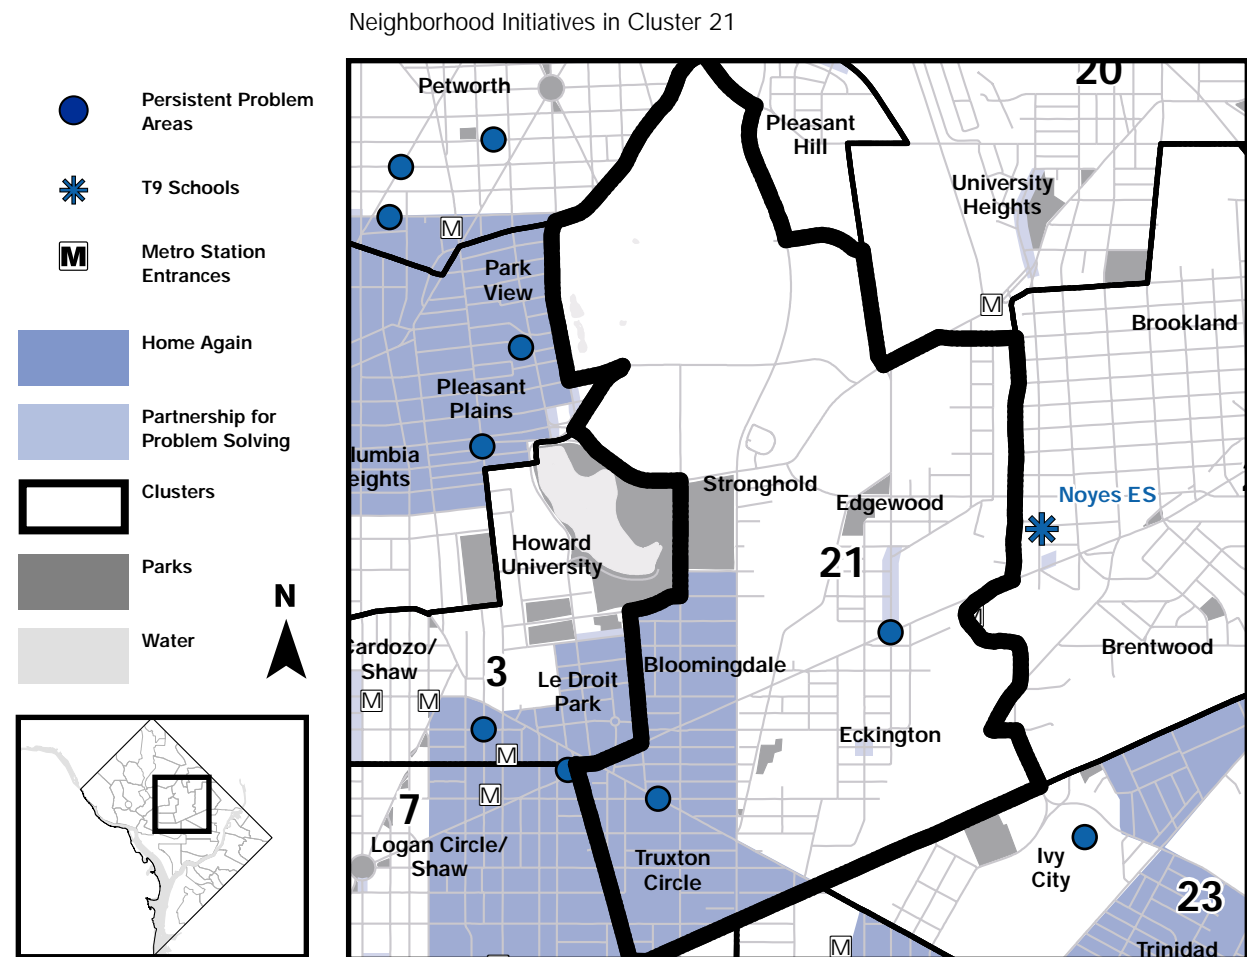 Neighborhood Initiatives in Cluster 21
Persistent Problem
Areas
T9 Schools
M
Metro Station
Entrances
Home Again
Partnership for
Problem Solving
Clusters
Parks
Water
N
Petworth
20
Pleasant
Hill
University
Heights
M
Park
View
M
Brookland
Pleasant
Plains
lumbia
eights
Stronghold
Edgewood
Noyes ES
Howard
University
21
Cardozo/
Shaw
3
Le Droit
Park
Bloomingdale
Brentwood
M
M
Eckington
M
M
7
Logan Circle/
Shaw
Truxton
Circle
Ivy
City
23
M
Trinidad